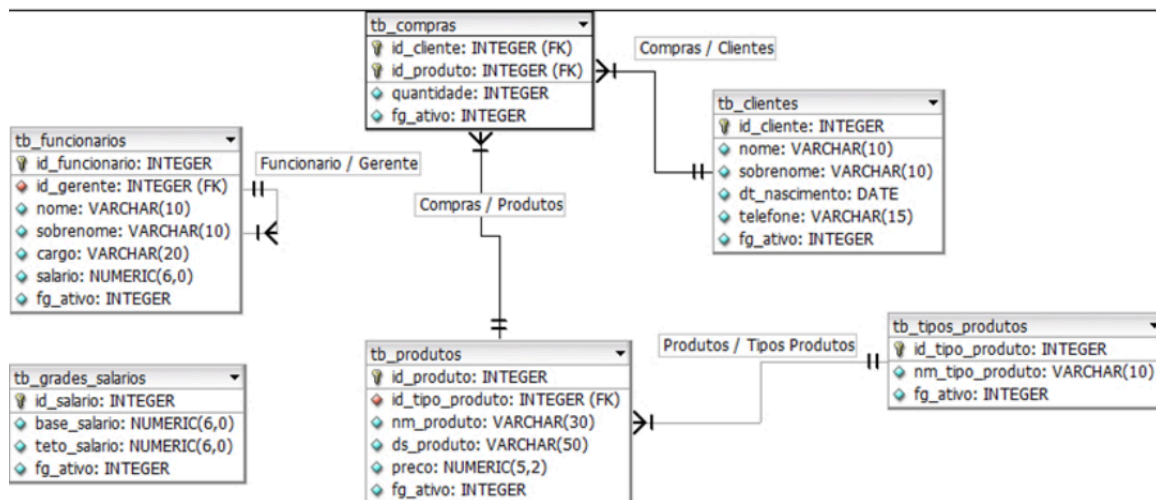 tb_compras
id_cliente: INTEGER (FK)
id_produto: INTEGER (FK)
quantidade: INTEGER
fg_ativo: INTEGER
Compras / Clientes
tb_clientes
id_cliente: INTEGER
nome: VARCHAR(10)
sobrenome: VARCHAR(10)
dt_nascimento: DATE
telefone: VARCHAR(15)
fg_ativo: INTEGER
tb_funcionarios
id_funcionario: INTEGER
id_gerente: INTEGER (FK)
nome: VARCHAR(10)
sobrenome: VARCHAR(10)
cargo: VARCHAR(20)
salario: NUMERIC(6,0)
fg_ativo: INTEGER
Funcionario / Gerente
Compras / Produtos
tb_grades_salarios
id_salario: INTEGER
base_salario: NUMERIC(6,0)
teto_salario: NUMERIC(6,0)
fg_ativo: INTEGER
tb_produtos
id_produto: INTEGER
id_tipo_produto: INTEGER (FK)
nm_produto: VARCHAR(30)
ds_produto: VARCHAR(50)
preco: NUMERIC(5,2)
fg_ativo: INTEGER
Produtos / Tipos Produtos
tb_tipos_produtos
id_tipo_produto: INTEGER
nm_tipo_produto: VARCHAR(10)
fg_ativo: INTEGER